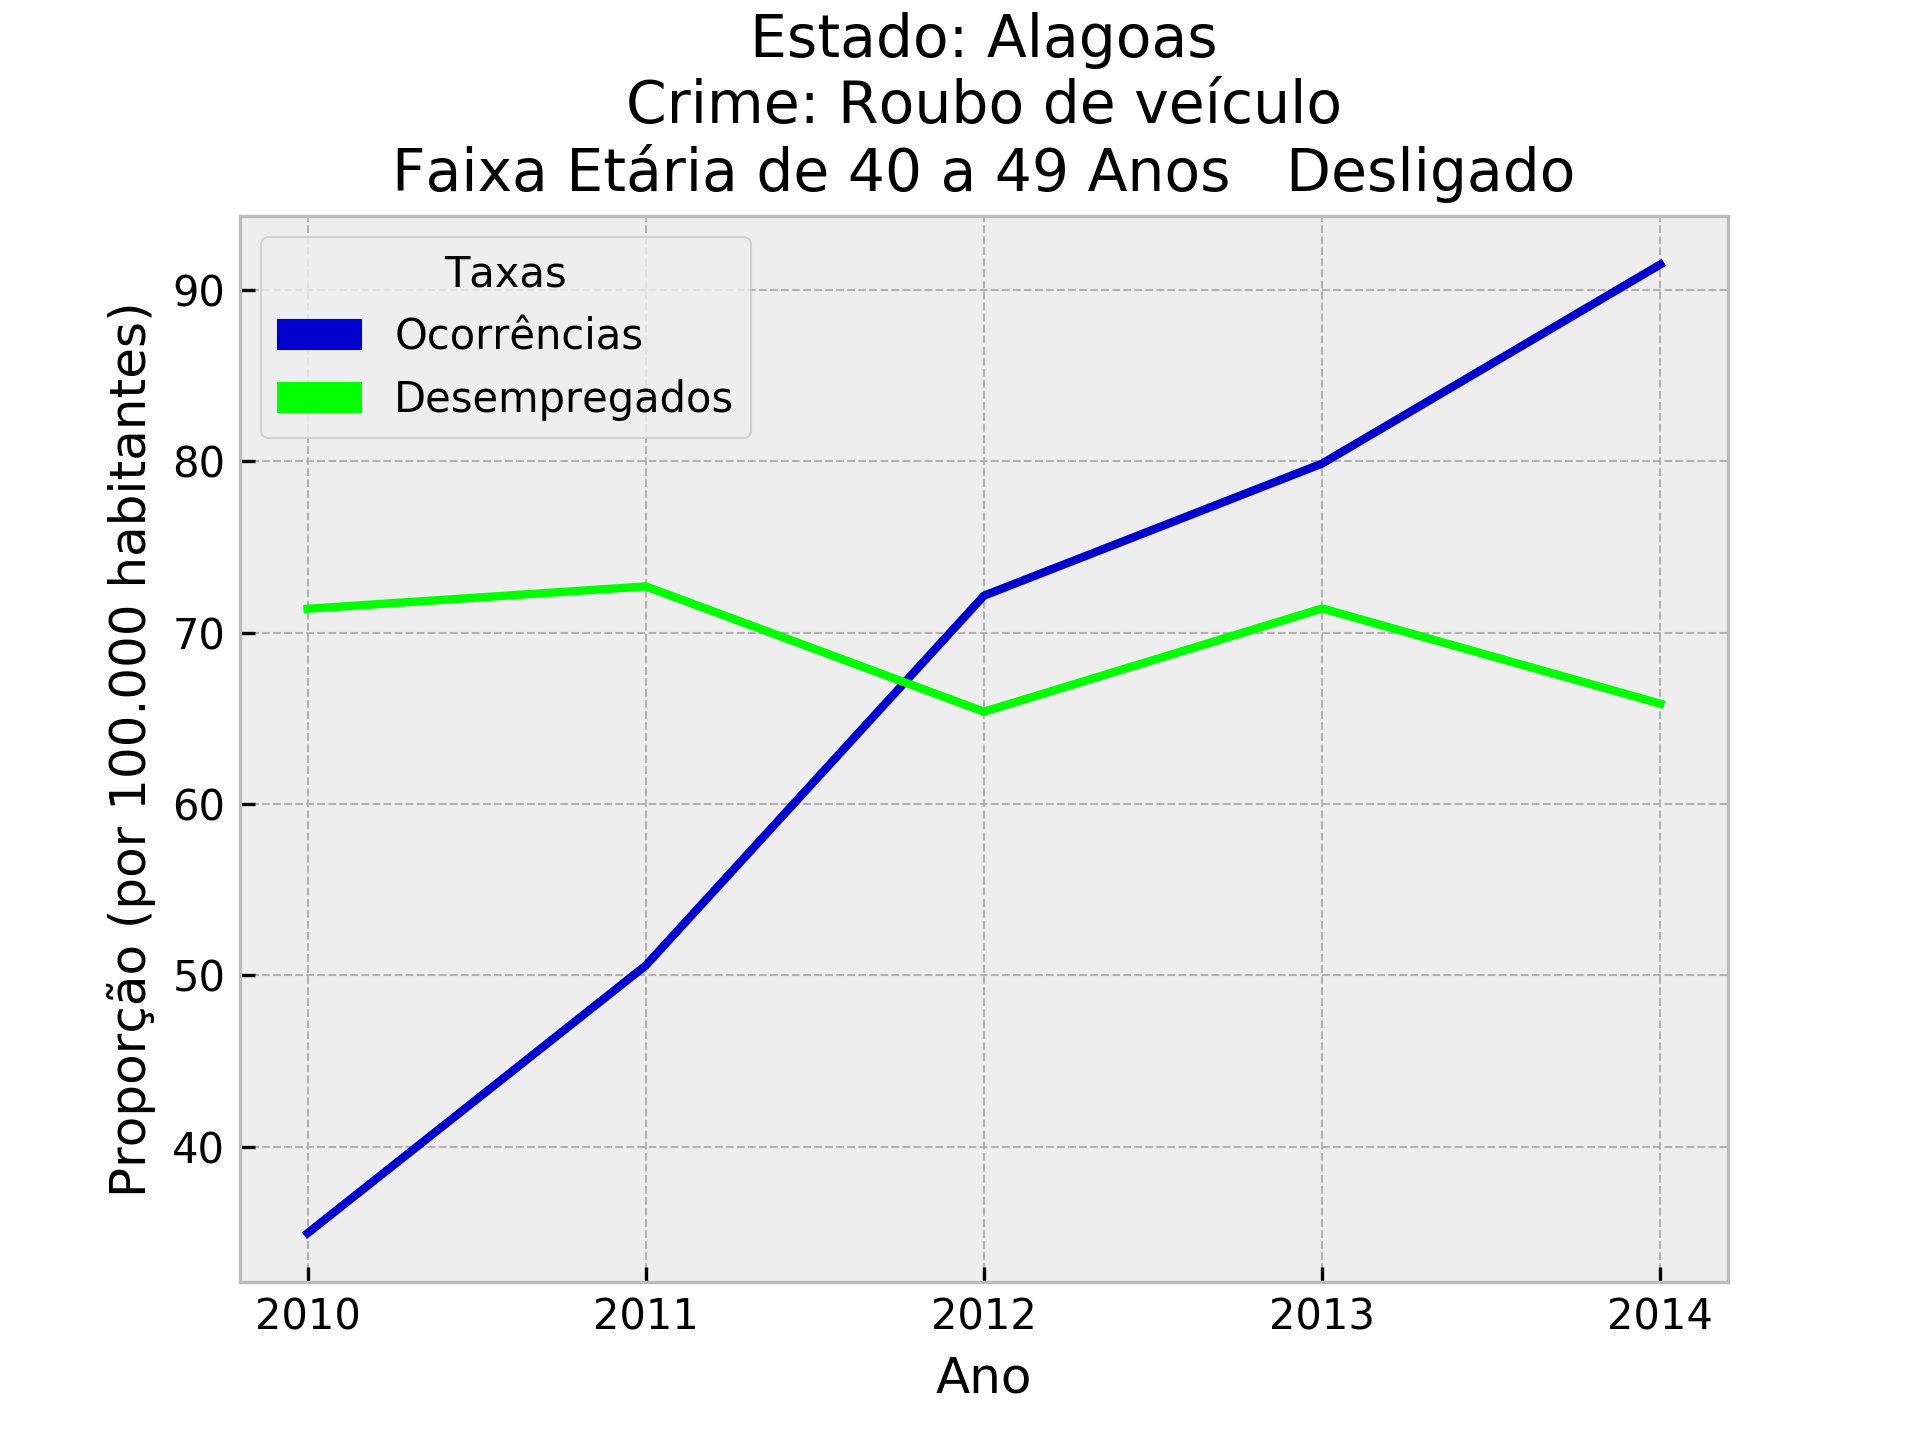 Estado: Alagoas
Crime: Roubo de veículo
Faixa Etária de 40 a 49 Anos   Desligado
Taxas
Ocorrências
Desempregados
Proporção (por 100.000 habitantes)
90
80
70
60
50
40
2010 2011 2012 2013 2014
Ano